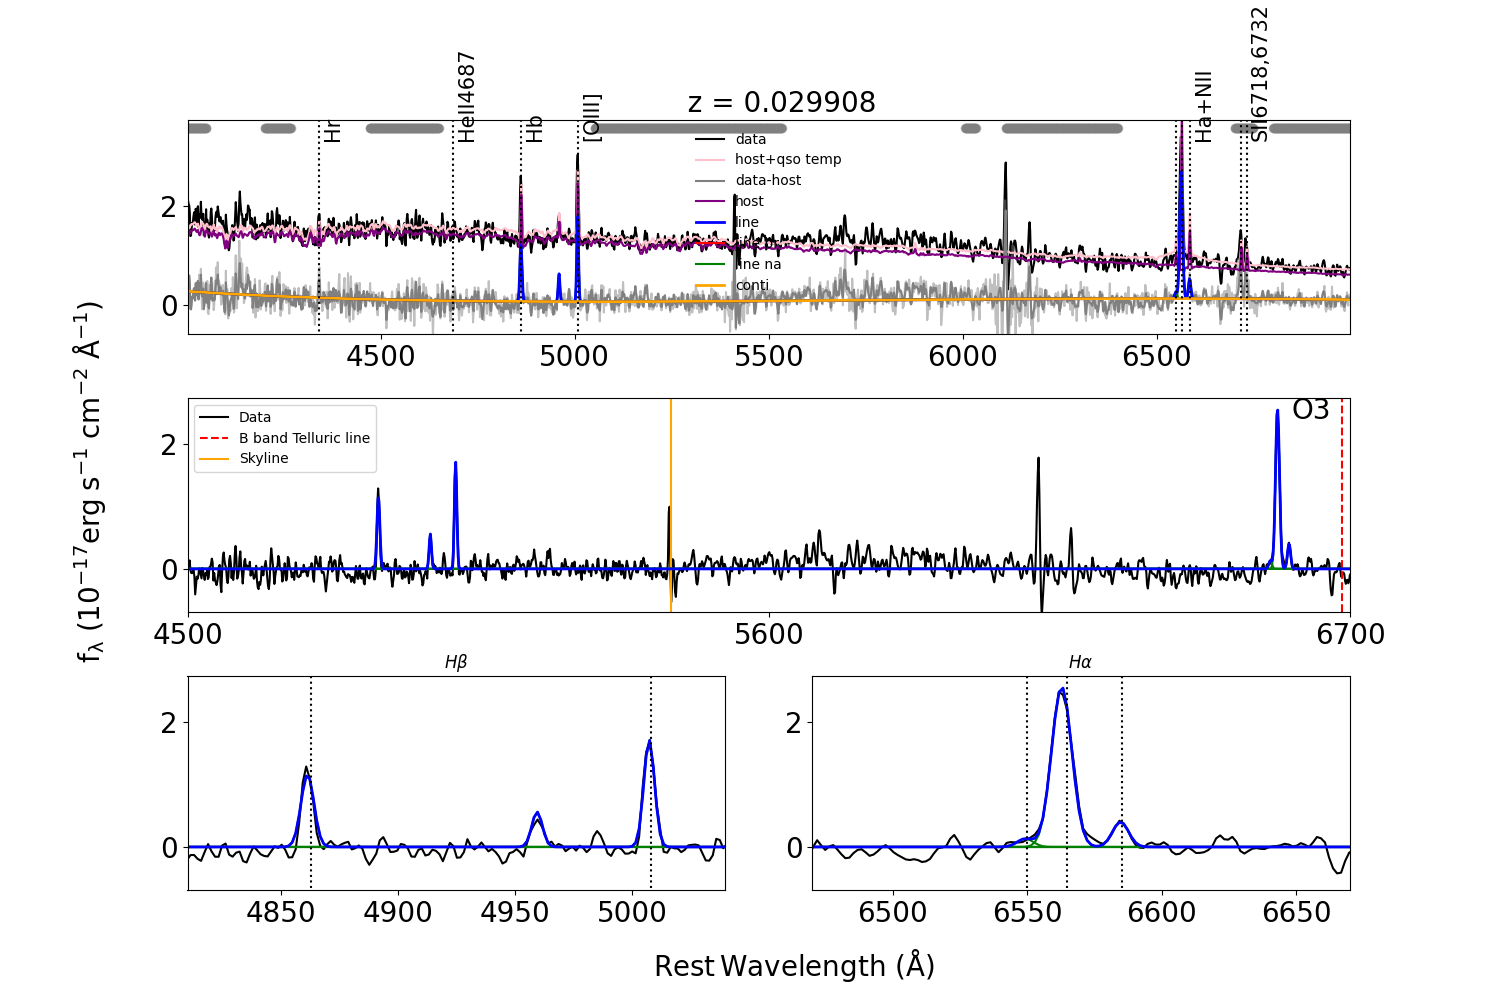 z = 0.029908
Hr
HeII4687
Hb
[OIII]
Ha+NII
SII6718,6732
data
host+qso temp
data-host
host
line
line na
conti
2
0
4500 5000 5500 6000 6500
fλ (10⁻¹⁷erg s⁻¹ cm⁻² Å⁻¹)
Data
B band Telluric line
Skyline
O3
2
0
4500 5600 6700
Hβ
2
0
4850 4900 4950 5000
Hα
2
0
6500 6550 6600 6650
Rest Wavelength (Å)